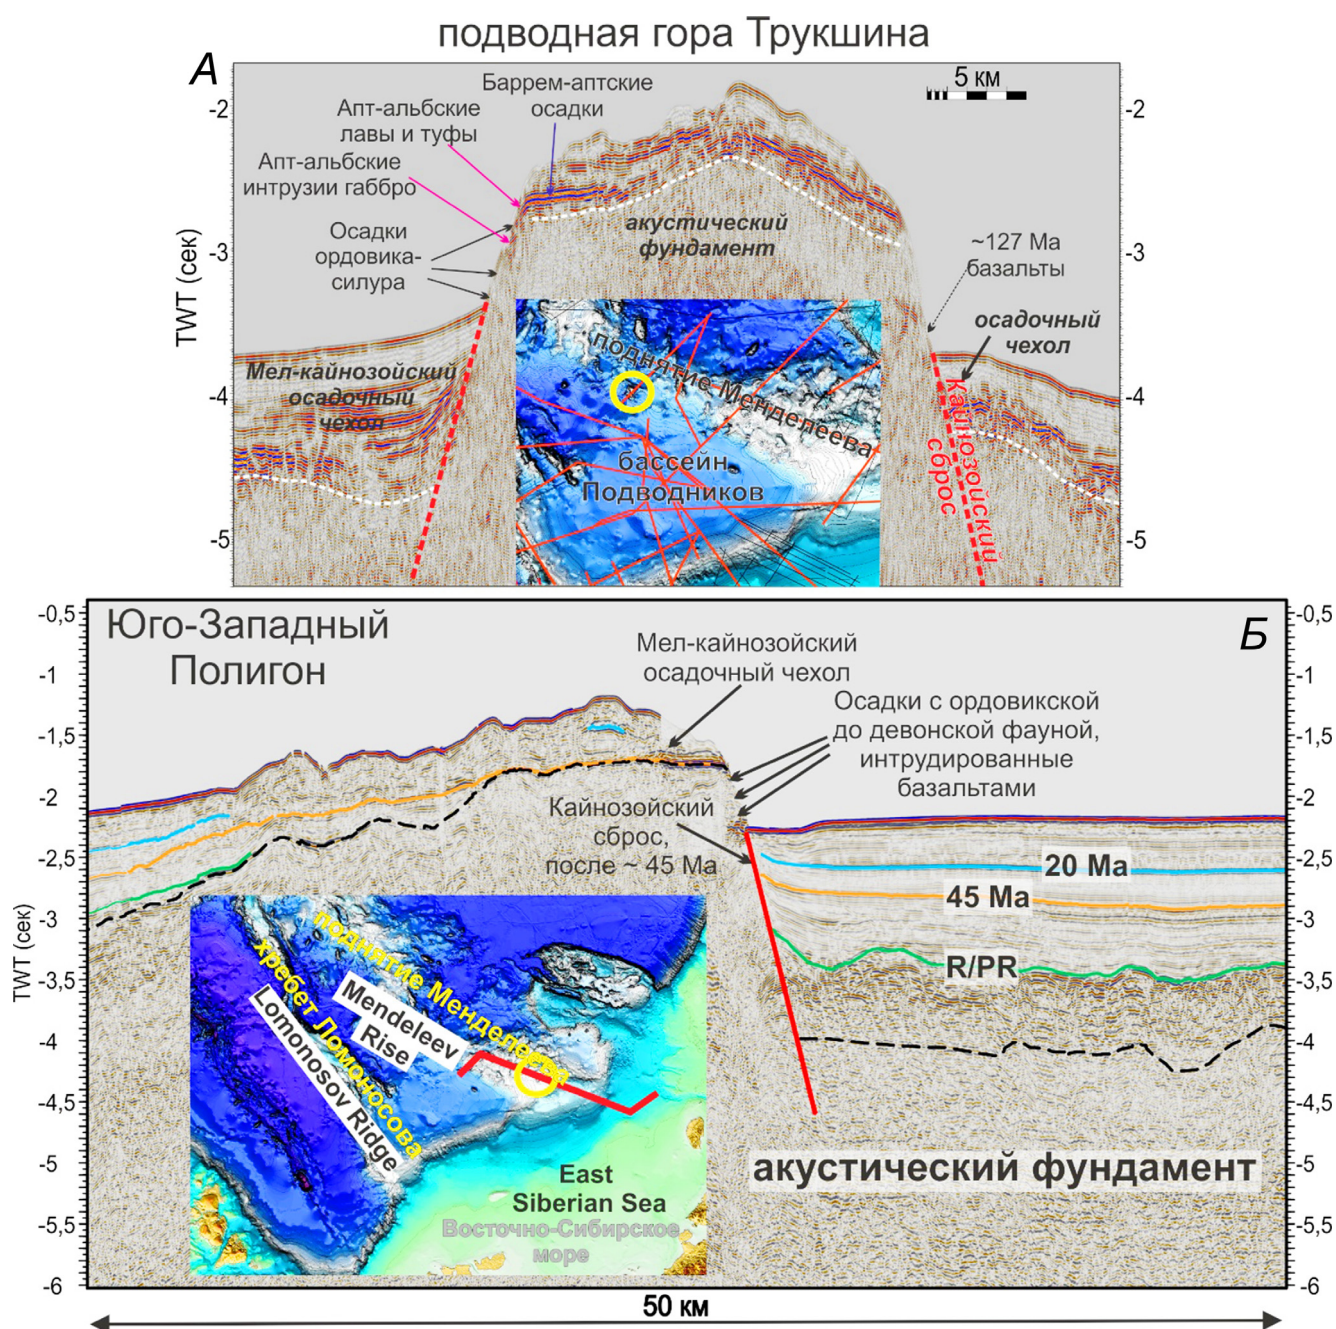 подводная гора Трукшина
А
5 км
Баррем-аптские
осадки
Апт-альбские
лавы и туфы
Апт-альбские
интрузии габбро
Осадки
ордовика-
силура
акустический
фундамент
~127 Ма
базальты
осадочный
чехол
Мел-кайнозойский
осадочный
чехол
Кайнозойский
сброс
поднятие Менделеева
бассейн
Подводников
TWT (сек)
-2
-3
-4
-5
-2
-3
-4
-5
Юго-Западный
Полигон
Б
Мел-кайнозойский
осадочный чехол
Осадки с ордовикской
до девонской фауной,
интрудированные
базальтами
Кайнозойский
сброс,
после ~ 45 Ма
20 Ma
45 Ma
R/PR
акустический фундамент
поднятие Менделеева
хребет Ломоносова
Mendeleev
Rise
Lomonosov Ridge
East
Siberian Sea
Восточно-Сибирское
море
TWT (сек)
-0,5
-1
-1,5
-2
-2,5
-3
-3,5
-4
-4,5
-5
-5,5
-6
-0,5
-1
-1,5
-2
-2,5
-3
-3,5
-4
-4,5
-5
-5,5
-6
50 км